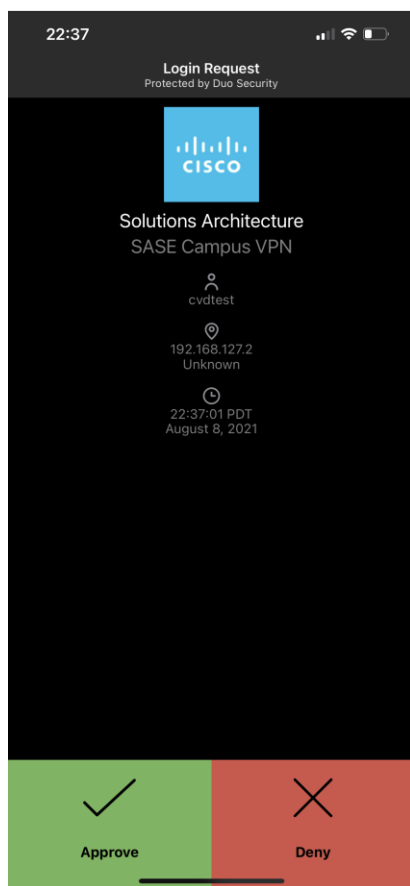 22:37
Login Request
Protected by Duo Security
CISCO
Solutions Architecture
SASE Campus VPN
cvdtest
192.168.127.2
Unknown
22:37:01 PDT
August 8, 2021
Approve
Deny